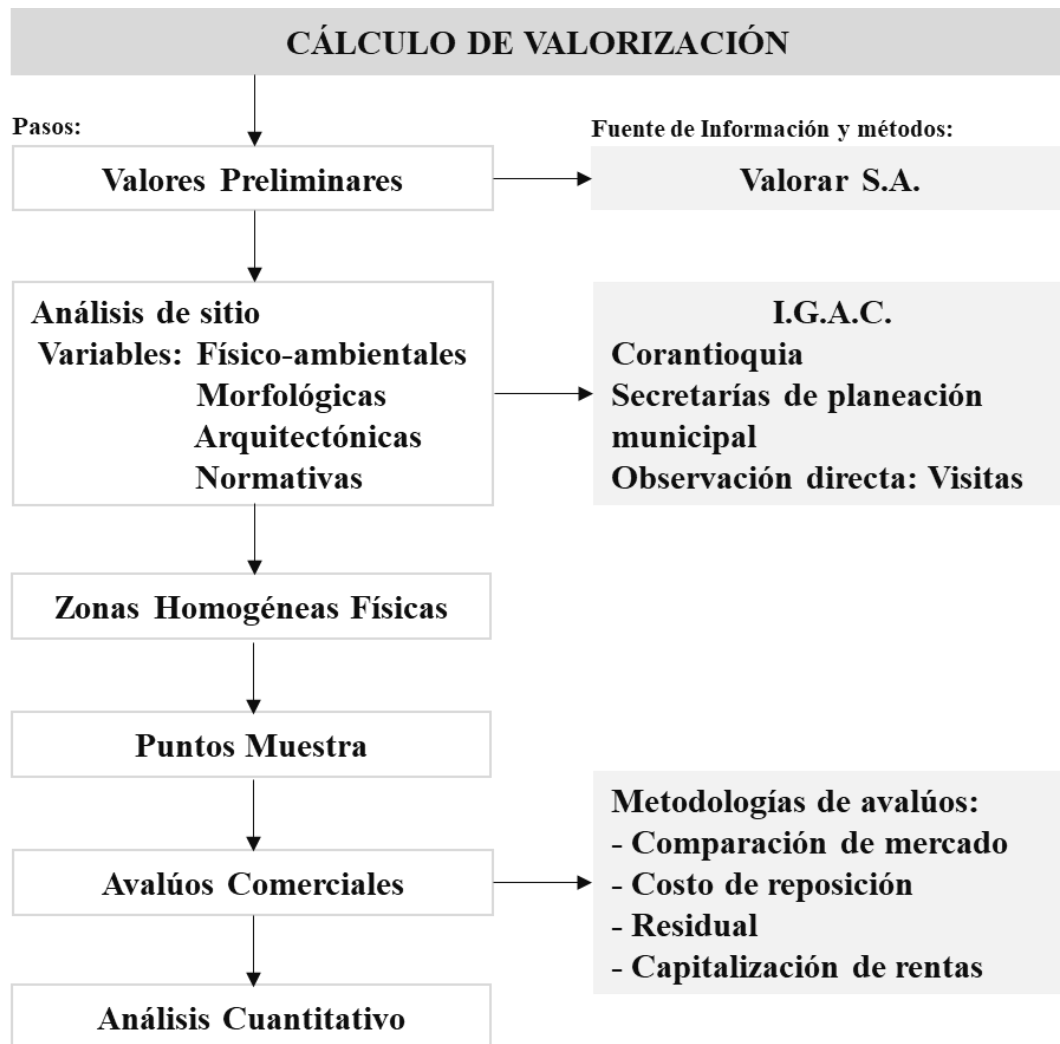 CÁLCULO DE VALORIZACIÓN
Pasos:
Fuente de Información y métodos:
Valores Preliminares
Valorar S.A.
Análisis de sitio
Variables: Físico-ambientales
Morfológicas
Arquitectónicas
Normativas
I.G.A.C.
Corantioquia
Secretarías de planeación
municipal
Observación directa: Visitas
Zonas Homogéneas Físicas
Puntos Muestra
Avalúos Comerciales
Metodologías de avalúos:
- Comparación de mercado
- Costo de reposición
- Residual
- Capitalización de rentas
Análisis Cuantitativo